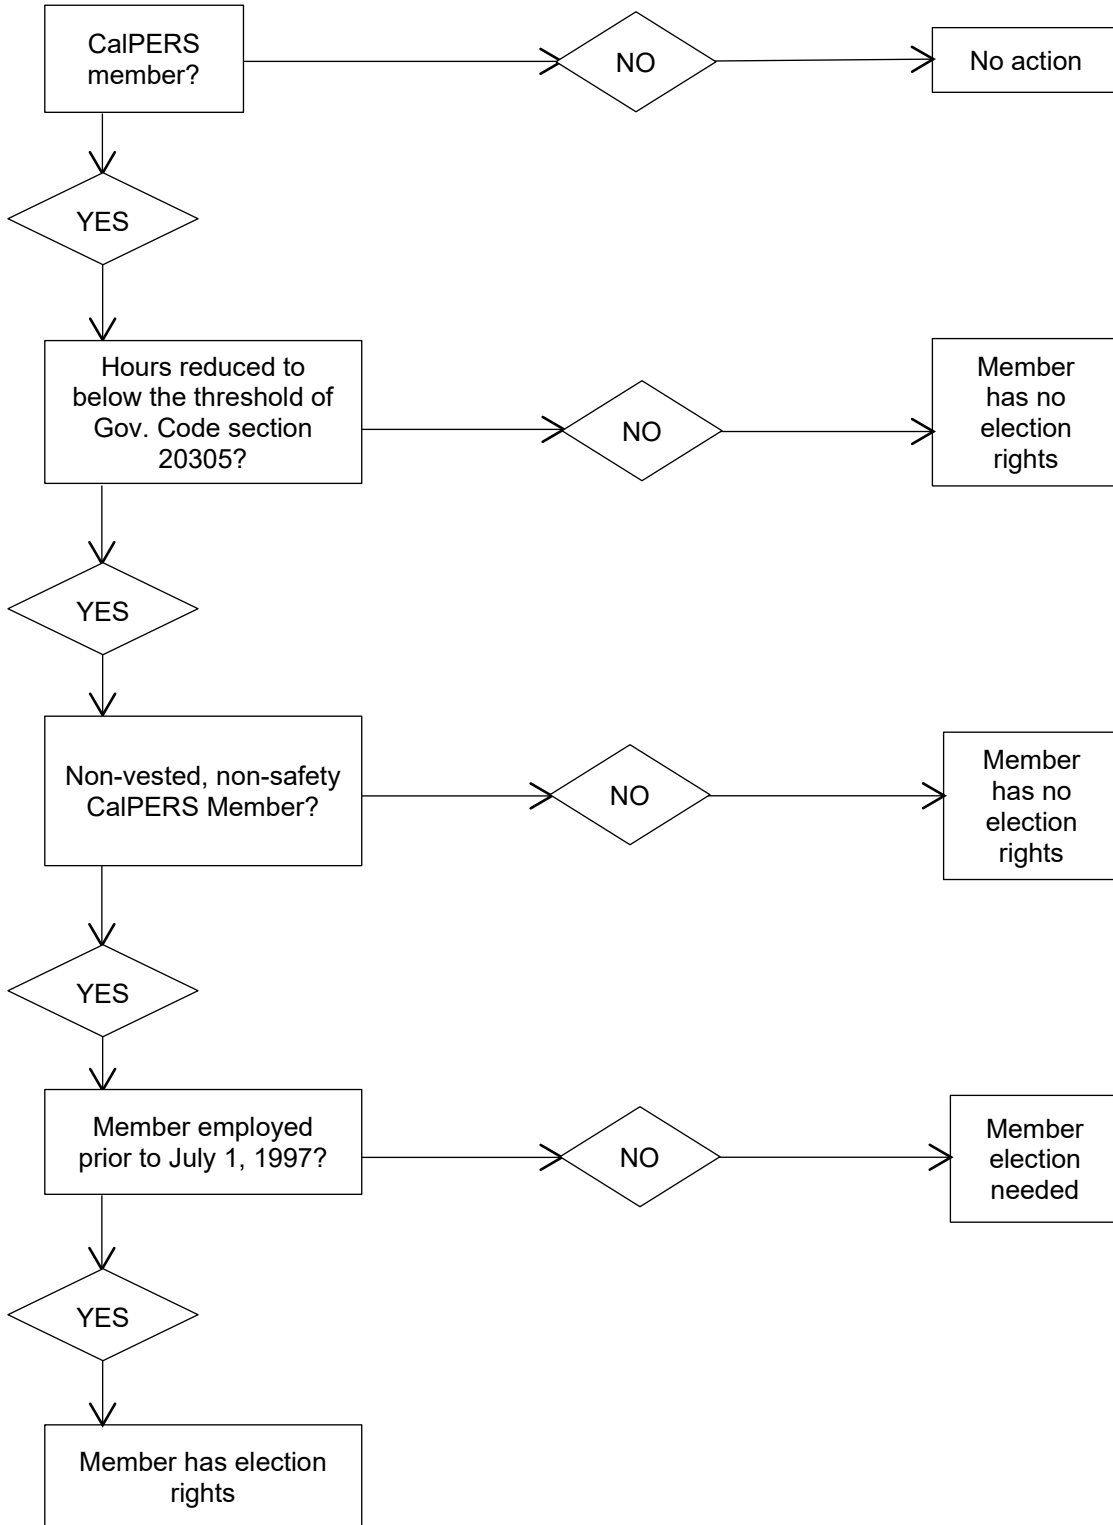 CalPERS
member?
NO
No action
YES
Hours reduced to
below the threshold of
Gov. Code section
20305?
NO
Member
has no
election
rights
YES
Non-vested, non-safety
CalPERS Member?
NO
Member
has no
election
rights
YES
Member employed
prior to July 1, 1997?
NO
Member
election
needed
YES
Member has election
rights